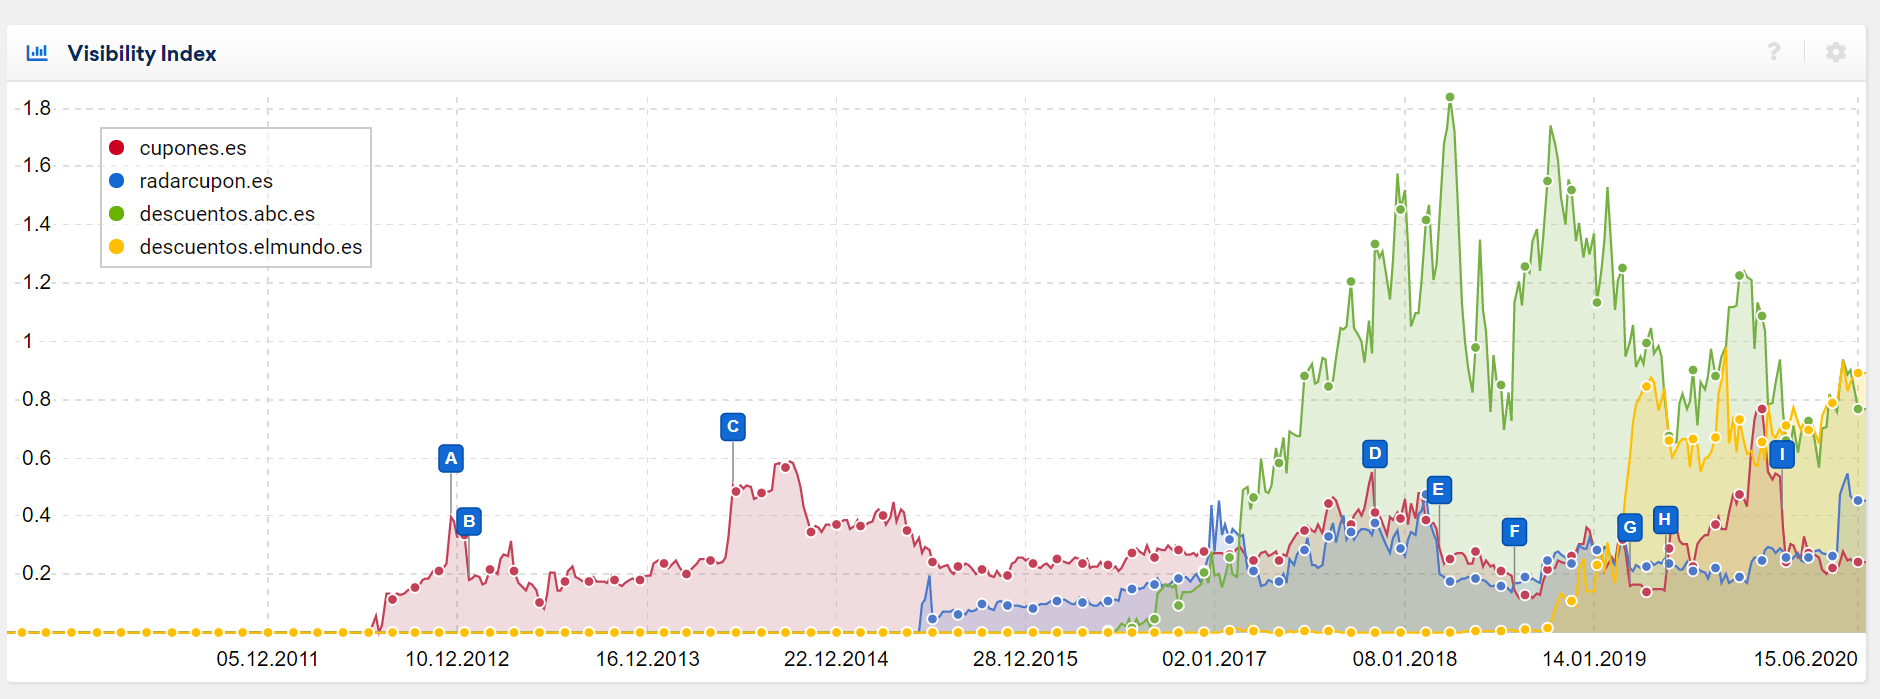 Visibility Index
?
1.8
1.6
1.4
1.2
1
0.8
0.6
0.4
0.2
cupones.es
radarcupon.es
descuentos.abc.es
descuentos.elmundo.es
A
B
C
D
E
F
G
H
I
05.12.2011
10.12.2012
16.12.2013
22.12.2014
28.12.2015
02.01.2017
08.01.2018
14.01.2019
15.06.2020